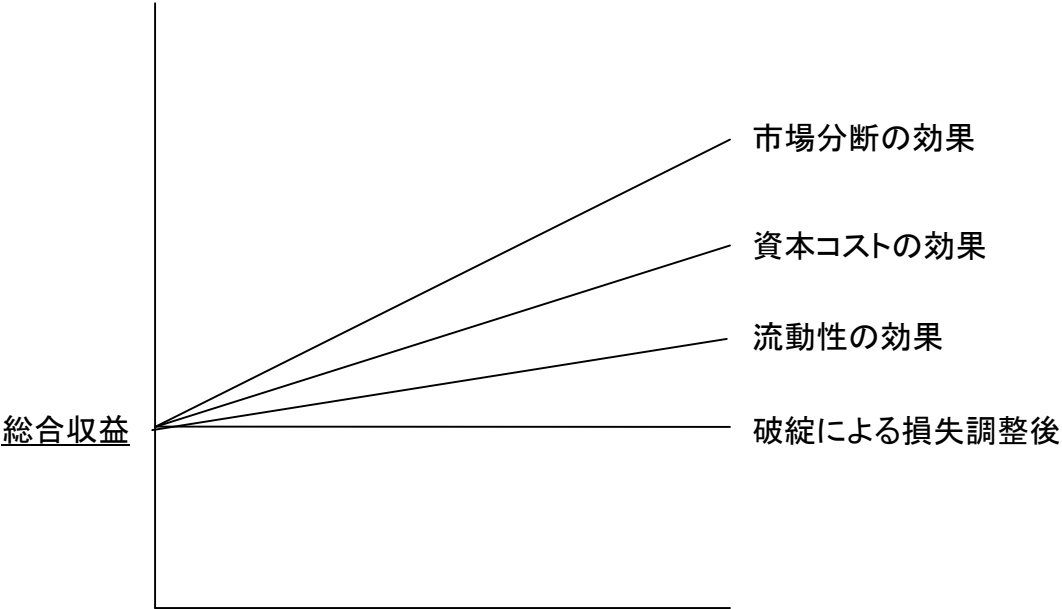 市場分断の効果
資本コストの効果
流動性の効果
総合収益
破綻による損失調整後